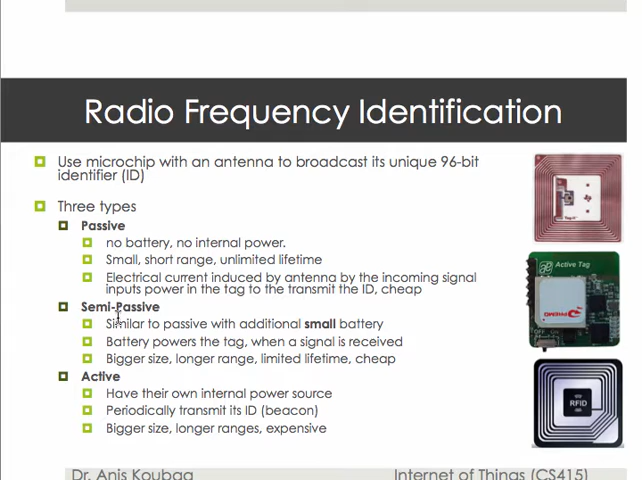 Radio Frequency Identification
Use microchip with an antenna to broadcast its unique 96-bit
identifier (ID)
Three types
Passive
no battery, no internal power.
Small, short range, unlimited lifetime
Electrical current induced by antenna by the incoming signal
inputs power in the tag to the transmit the ID, cheap
Semi-Passive
Similar to passive with additional small battery
Battery powers the tag, when a signal is received
Bigger size, longer range, limited lifetime, cheap
Active
Have their own internal power source
Periodically transmit its ID (beacon)
Bigger size, longer ranges, expensive
Active Tag
RFID
Dr. Anis Koubaa
Internet of Things (CS415)